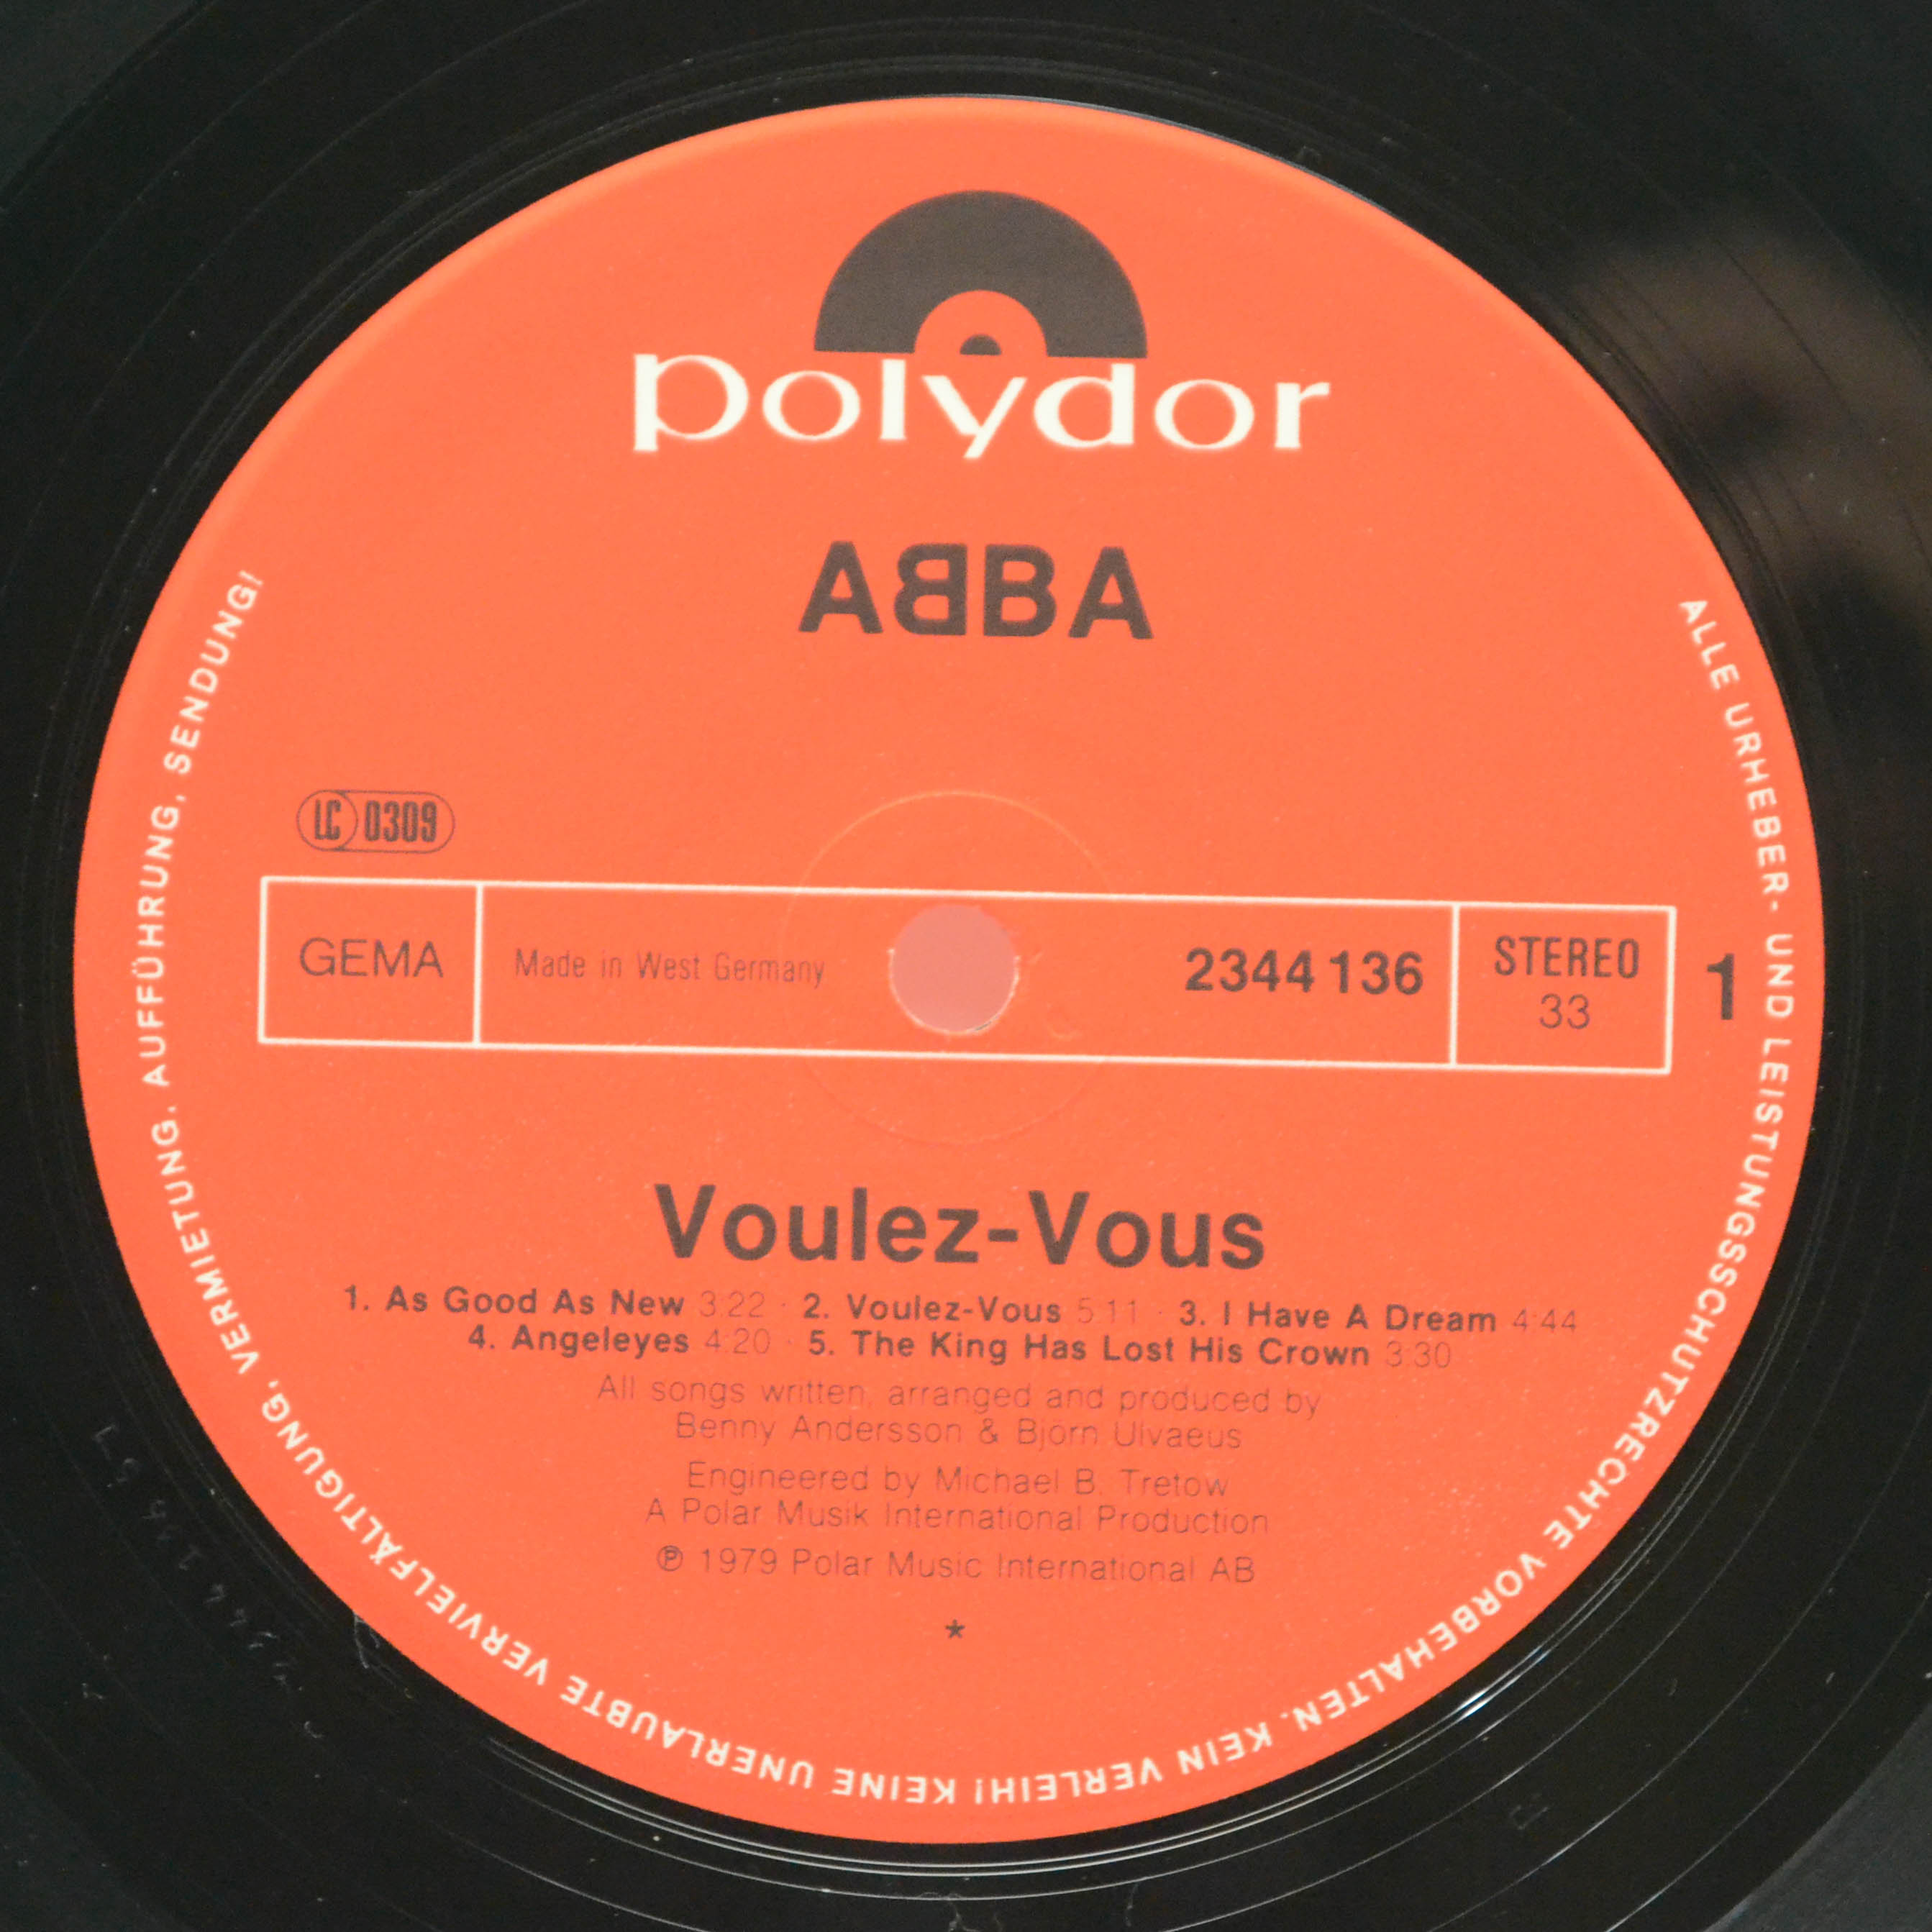 polydor
ABBA
LC 0309
GEMA Made in West Germany 2344 136 STEREO 33 1
Voulez-Vous
1. As Good As New 3:22 · 2. Voulez-Vous 5:11 · 3. I Have A Dream 4:44
4. Angeleyes 4:20 · 5. The King Has Lost His Crown 3:30
All songs written, arranged and produced by
Benny Andersson & Björn Ulvaeus
Engineered by Michael B. Tretow
A Polar Musik International Production
℗ 1979 Polar Music International AB
*
ALLE URHEBER- UND LEISTUNGSSCHUTZRECHTE VORBEHALTEN. KEIN VERLEIH! KEINE UNERLAUBTE VERVIELFÄLTIGUNG, VERMIETUNG. AUFFÜHRUNG, SENDUNG!